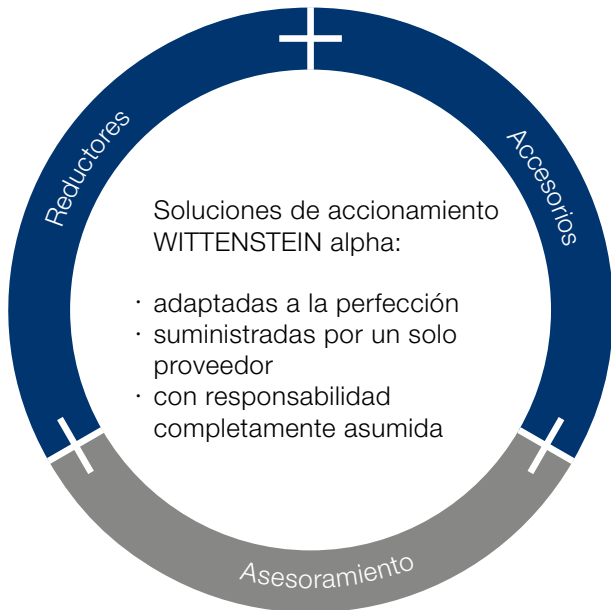 Reductores
Accesorios
Soluciones de accionamiento
WITTENSTEIN alpha:
· adaptadas a la perfección
· suministradas por un solo
proveedor
· con responsabilidad
completamente asumida
Asesoramiento